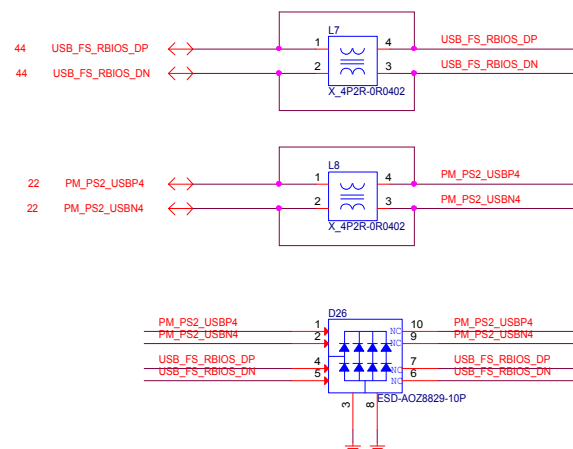 L7
44 USB_FS_RBIOS_DP 1 4 USB_FS_RBIOS_DP
44 USB_FS_RBIOS_DN 2 3 USB_FS_RBIOS_DN
X_4P2R-0R0402
L8
22 PM_PS2_USBP4 1 4 PM_PS2_USBP4
22 PM_PS2_USBN4 2 3 PM_PS2_USBN4
X_4P2R-0R0402
D26
PM_PS2_USBP4 1 NC 10 PM_PS2_USBP4
PM_PS2_USBN4 2 NC 9 PM_PS2_USBN4
USB_FS_RBIOS_DP 4 NC 7 USB_FS_RBIOS_DP
USB_FS_RBIOS_DN 5 NC 6 USB_FS_RBIOS_DN
ESD-AOZ8829-10P
3 8